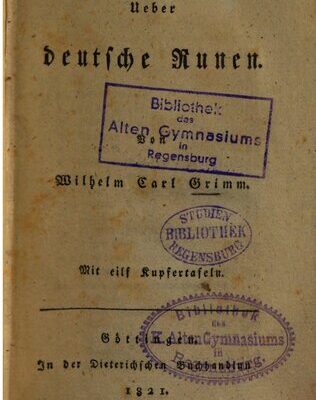 Ueber
deutsche Runen.
Bibliothek
des
Alten Gymnasiums
in
Regensburg
Von
Wilhelm Carl Grimm.
STUDIEN
BIBLIOTHEK
REGENSBURG
Mit eilf Kupfertafeln.
Bibliothek
des
K. Alten Gymnasiums
in
Regensburg.
Göttingen,
In der Dieterichschen Buchhandlung
1821.